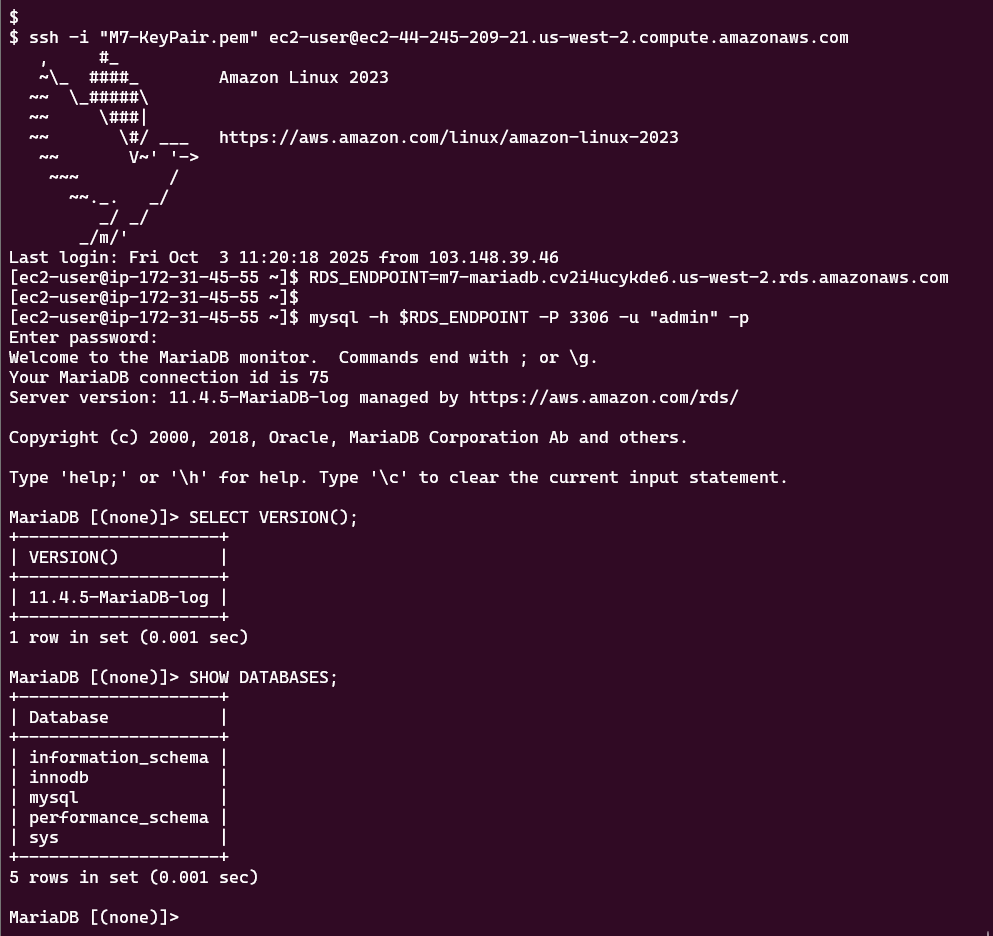 $
$ ssh -i "M7-KeyPair.pem" ec2-user@ec2-44-245-209-21.us-west-2.compute.amazonaws.com
   ,     #_
   ~\_  ####_        Amazon Linux 2023
  ~~  \_#####\
  ~~     \###|
  ~~       \#/ ___   https://aws.amazon.com/linux/amazon-linux-2023
   ~~       V~' '->
    ~~~         /
      ~~._.   _/
         _/ _/
       _/m/'
Last login: Fri Oct  3 11:20:18 2025 from 103.148.39.46
[ec2-user@ip-172-31-45-55 ~]$ RDS_ENDPOINT=m7-mariadb.cv2i4ucykde6.us-west-2.rds.amazonaws.com
[ec2-user@ip-172-31-45-55 ~]$
[ec2-user@ip-172-31-45-55 ~]$ mysql -h $RDS_ENDPOINT -P 3306 -u "admin" -p
Enter password:
Welcome to the MariaDB monitor.  Commands end with ; or \g.
Your MariaDB connection id is 75
Server version: 11.4.5-MariaDB-log managed by https://aws.amazon.com/rds/

Copyright (c) 2000, 2018, Oracle, MariaDB Corporation Ab and others.

Type 'help;' or '\h' for help. Type '\c' to clear the current input statement.

MariaDB [(none)]> SELECT VERSION();
+--------------------+
| VERSION()          |
+--------------------+
| 11.4.5-MariaDB-log |
+--------------------+
1 row in set (0.001 sec)

MariaDB [(none)]> SHOW DATABASES;
+--------------------+
| Database           |
+--------------------+
| information_schema |
| innodb             |
| mysql              |
| performance_schema |
| sys                |
+--------------------+
5 rows in set (0.001 sec)

MariaDB [(none)]>